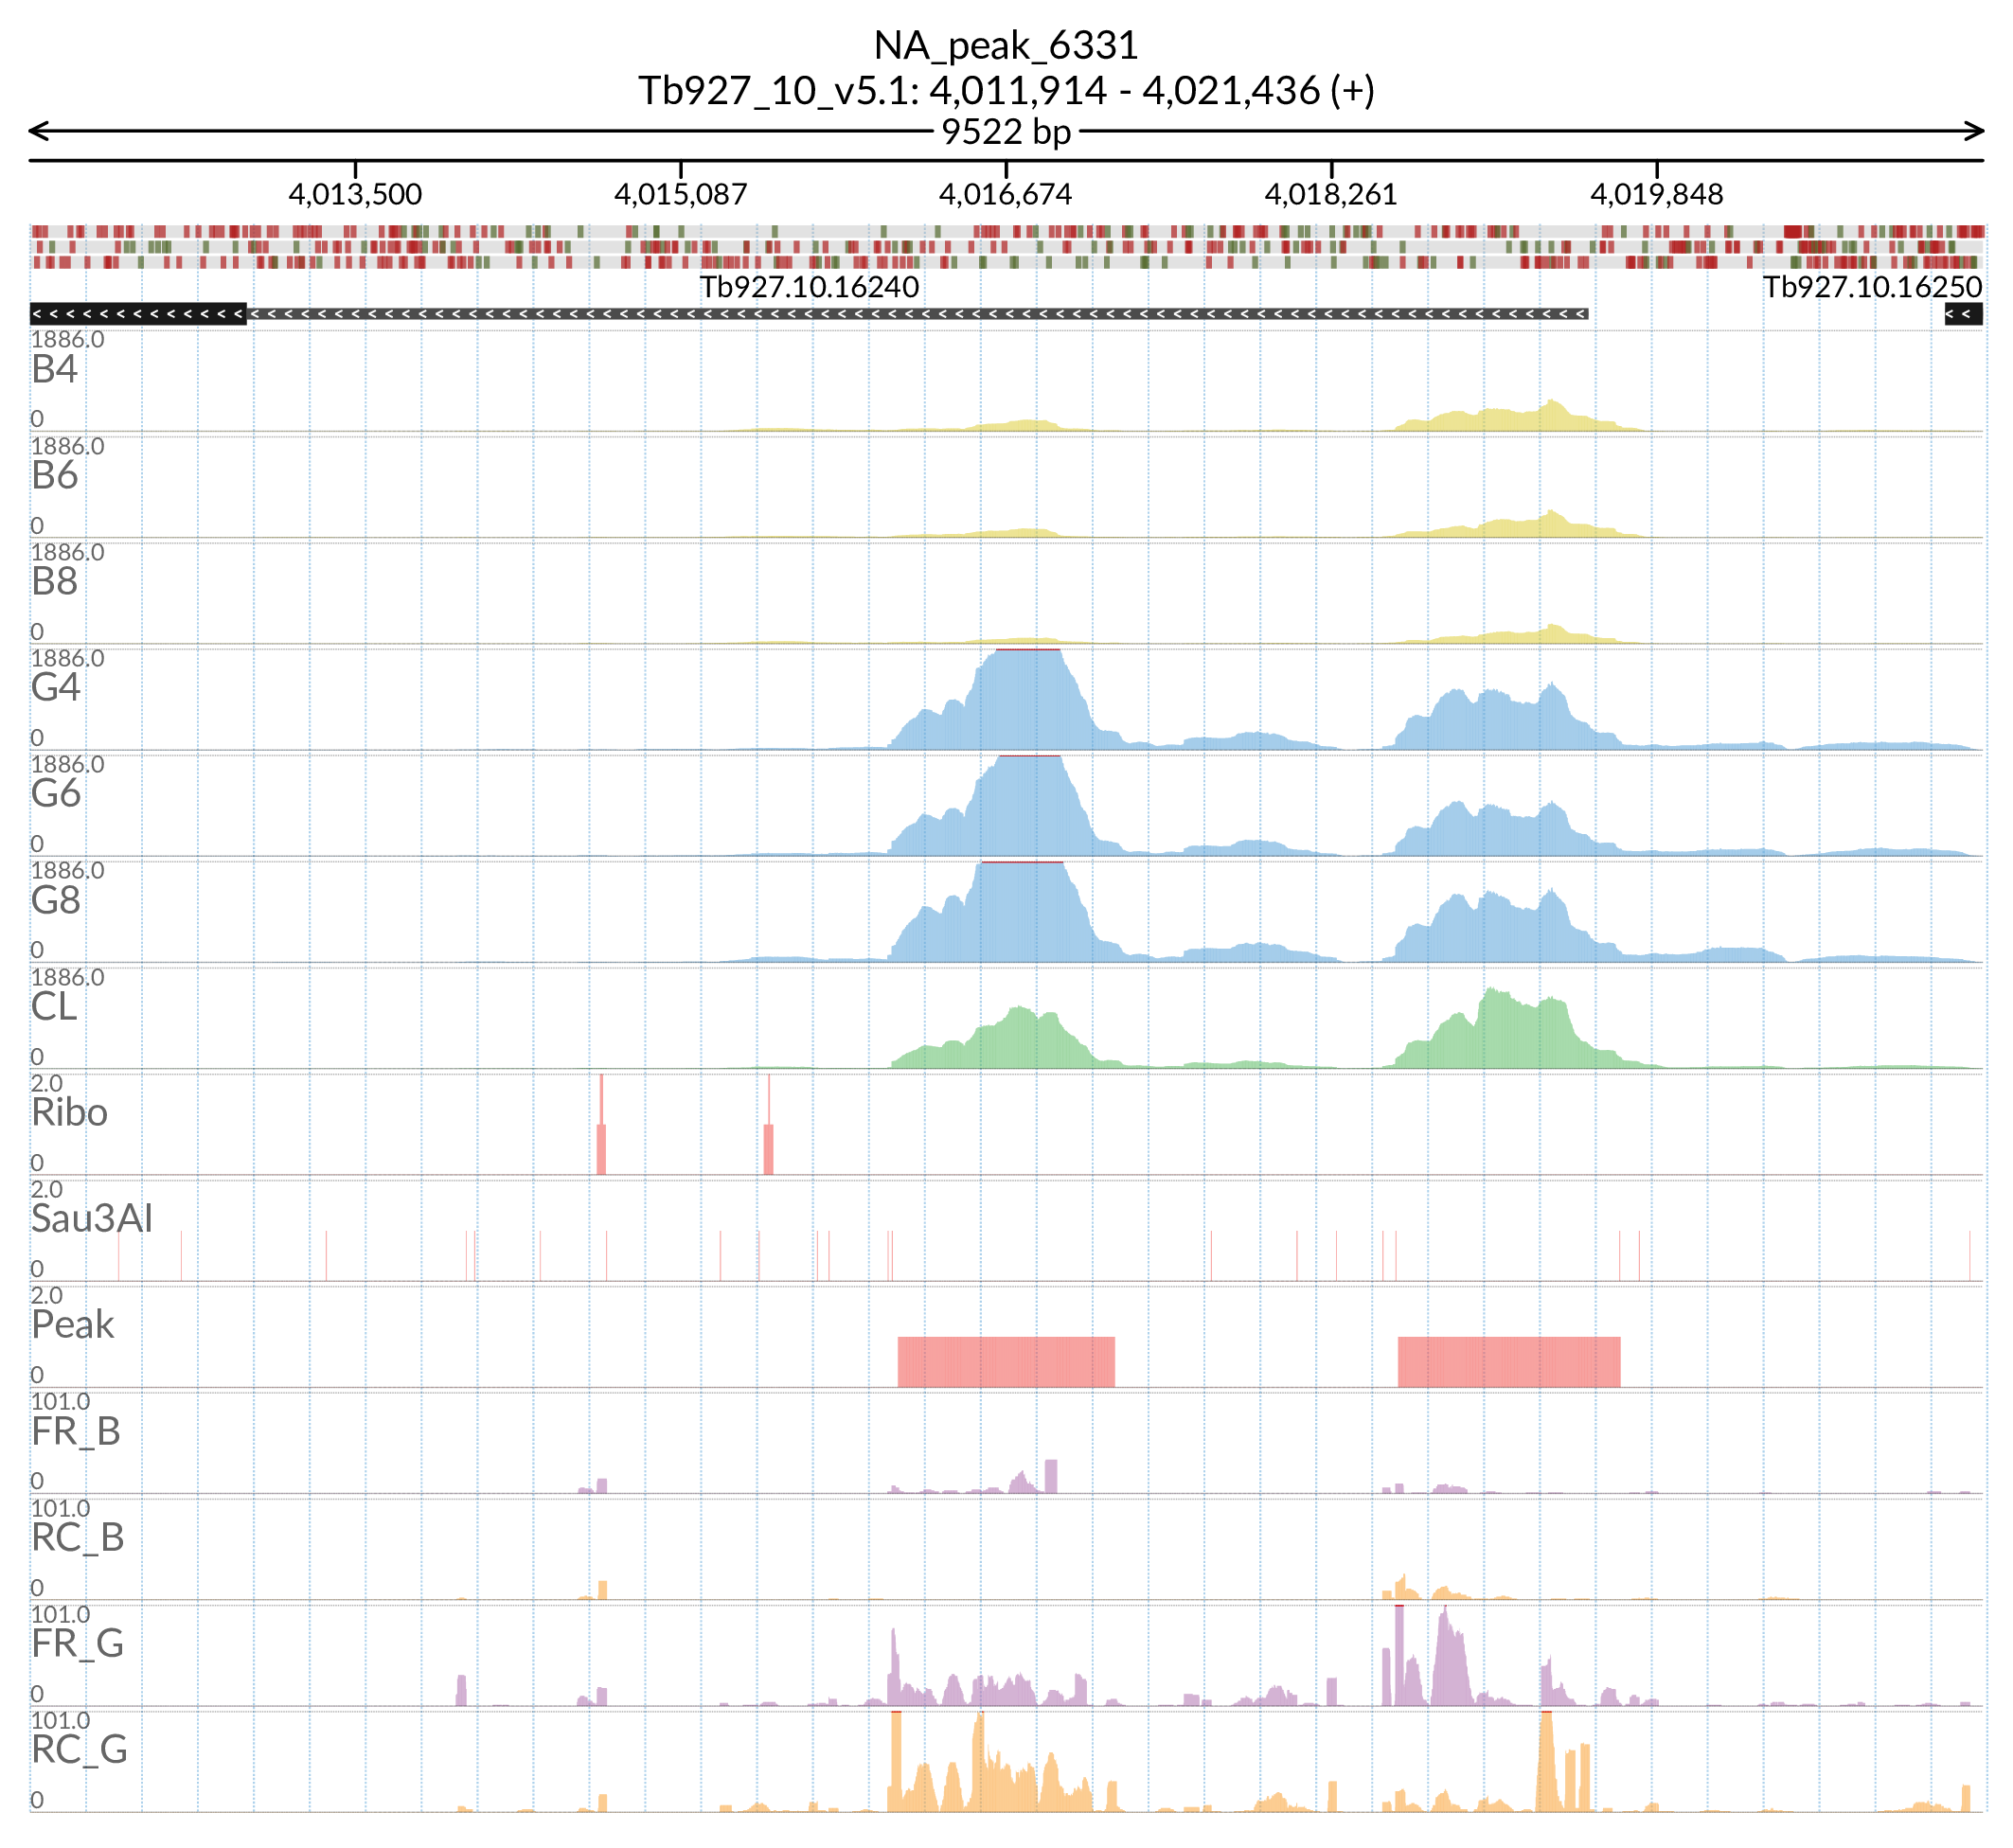 NA_peak_6331
Tb927_10_v5.1: 4,011,914 - 4,021,436 (+)
9522 bp
4,013,500 4,015,087 4,016,674 4,018,261 4,019,848
Tb927.10.16240 Tb927.10.16250
1886.0
B4
0
1886.0
B6
0
1886.0
B8
0
1886.0
G4
0
1886.0
G6
0
1886.0
G8
0
1886.0
CL
0
2.0
Ribo
0
2.0
Sau3AI
0
2.0
Peak
0
101.0
FR_B
0
101.0
RC_B
0
101.0
FR_G
0
101.0
RC_G
0